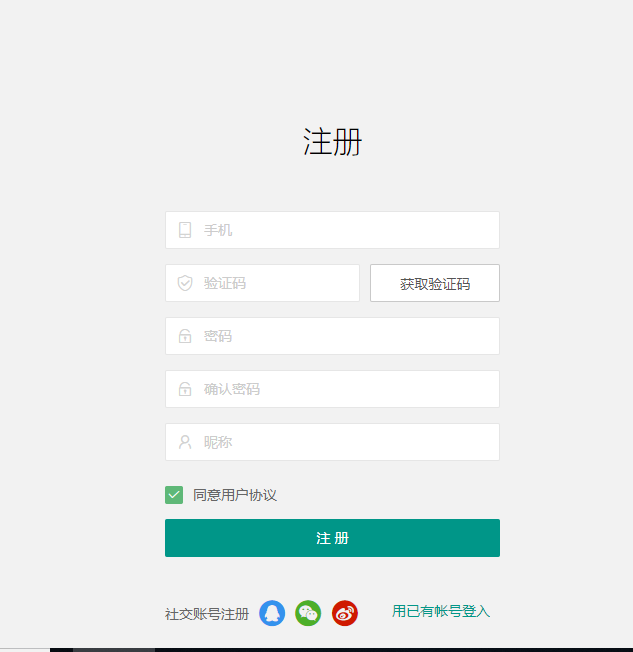 注册
手机
验证码 获取验证码
密码
确认密码
昵称
同意用户协议
注 册
社交账号注册 用已有帐号登入